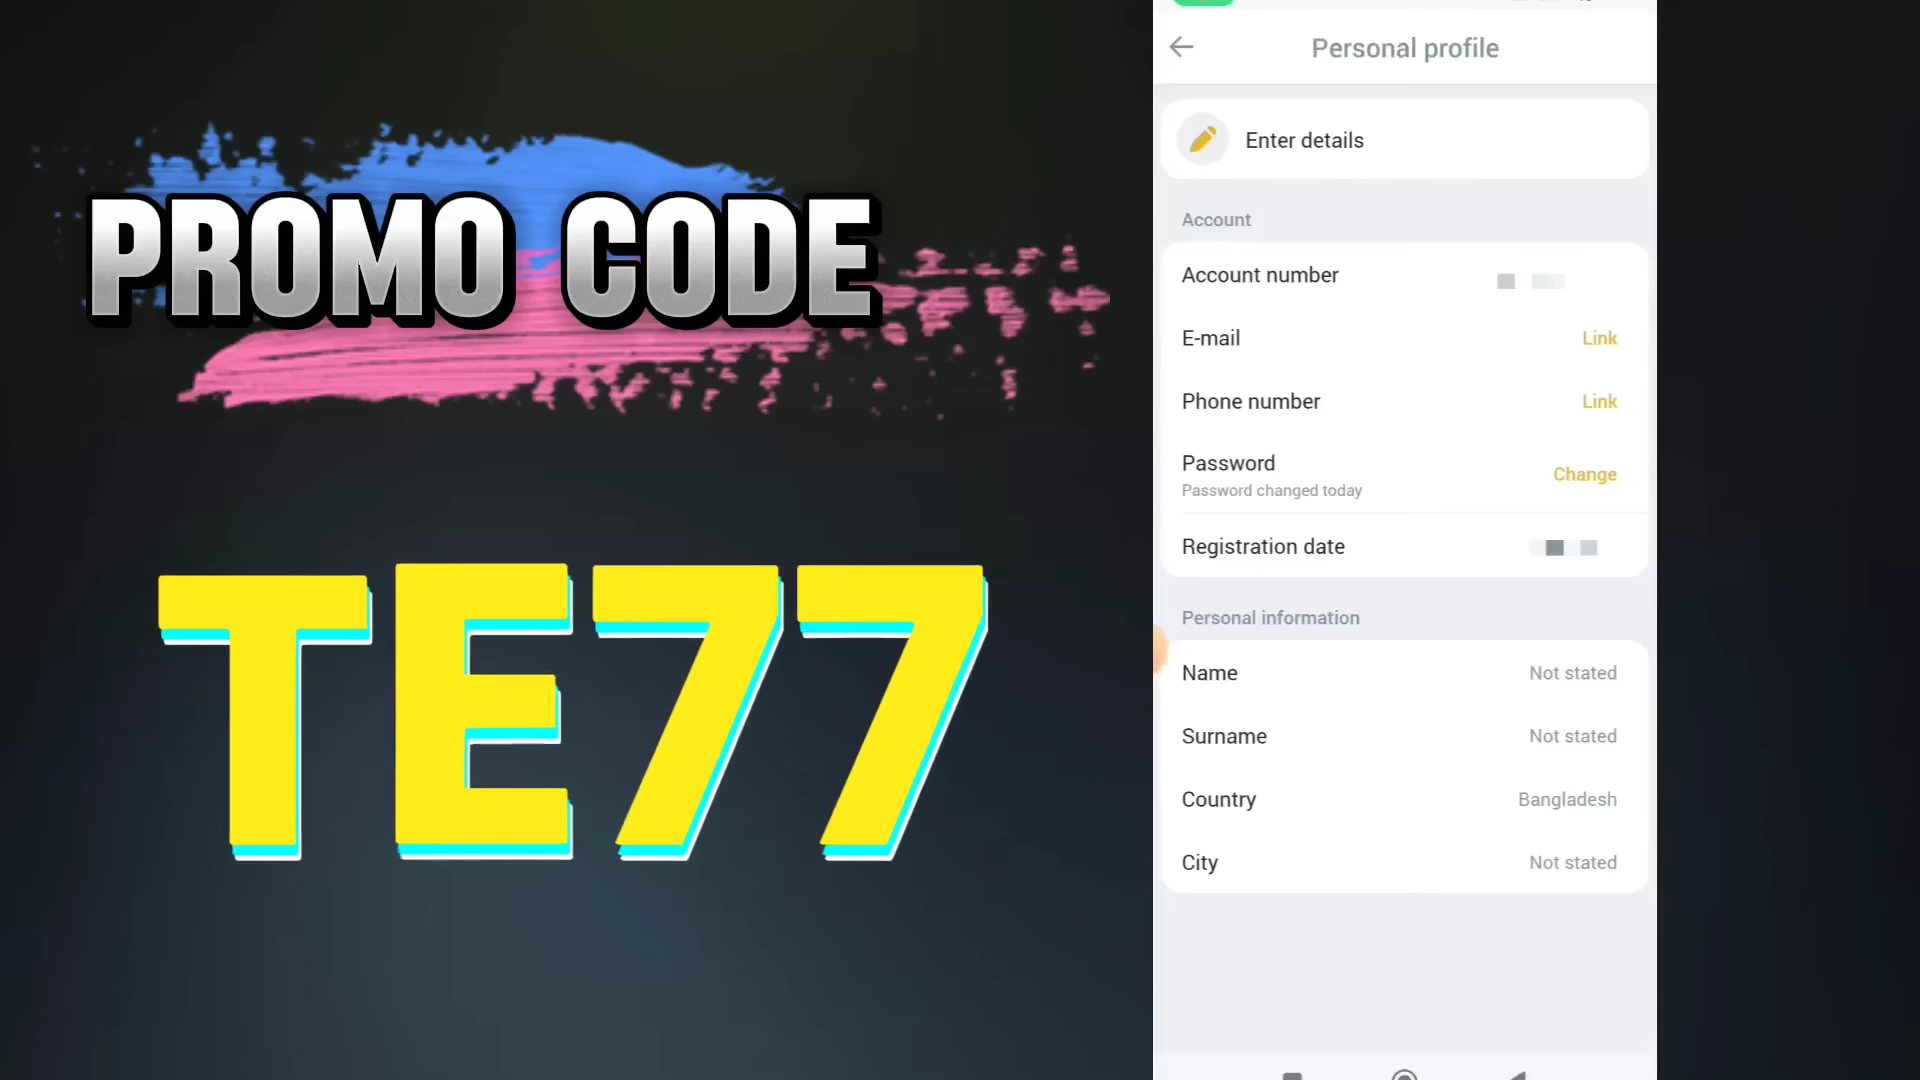 PROMO CODE
TE77
Personal profile
Enter details
Account
Account number
E-mail Link
Phone number Link
Password
Password changed today
Change
Registration date
Personal information
Name Not stated
Surname Not stated
Country Bangladesh
City Not stated